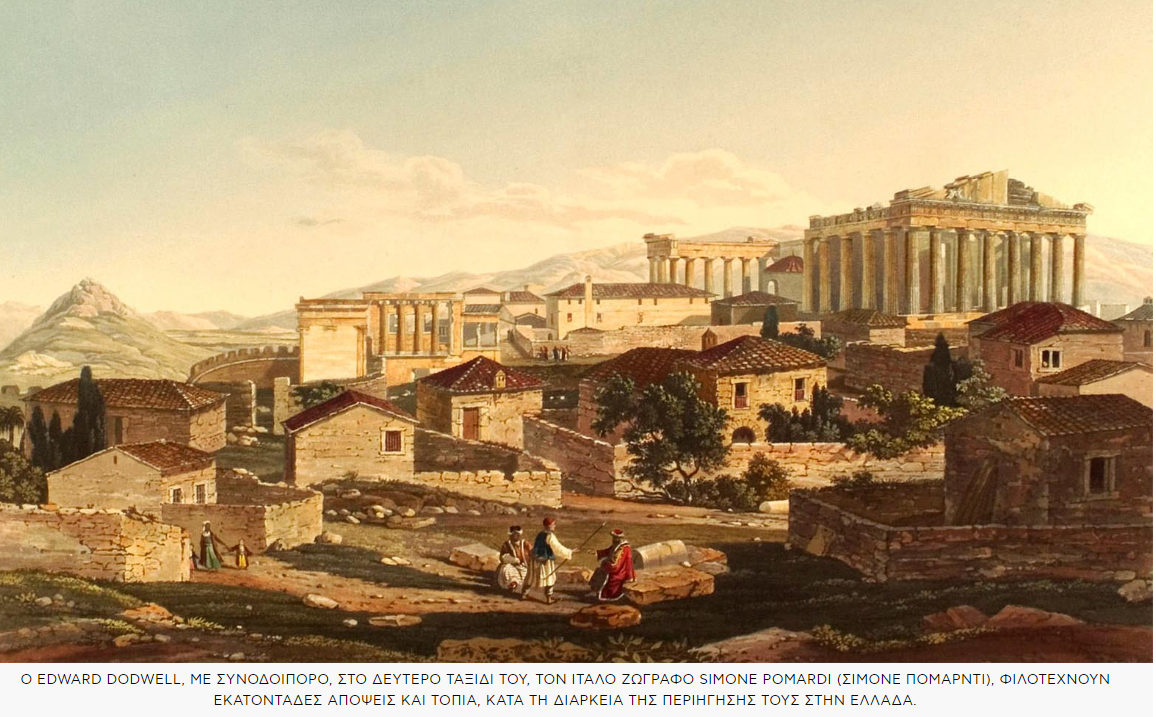 Ο EDWARD DODWELL, ΜΕ ΣΥΝΟΔΟΙΠΟΡΟ, ΣΤΟ ΔΕΥΤΕΡΟ ΤΑΞΙΔΙ ΤΟΥ, ΤΟΝ ΙΤΑΛΟ ΖΩΓΡΑΦΟ SIMONE POMARDI (ΣΙΜΟΝΕ ΠΟΜΑΡΝΤΙ), ΦΙΛΟΤΕΧΝΟΥΝ
ΕΚΑΤΟΝΤΑΔΕΣ ΑΠΟΨΕΙΣ ΚΑΙ ΤΟΠΙΑ, ΚΑΤΑ ΤΗ ΔΙΑΡΚΕΙΑ ΤΗΣ ΠΕΡΙΗΓΗΣΗΣ ΤΟΥΣ ΣΤΗΝ ΕΛΛΑΔΑ.